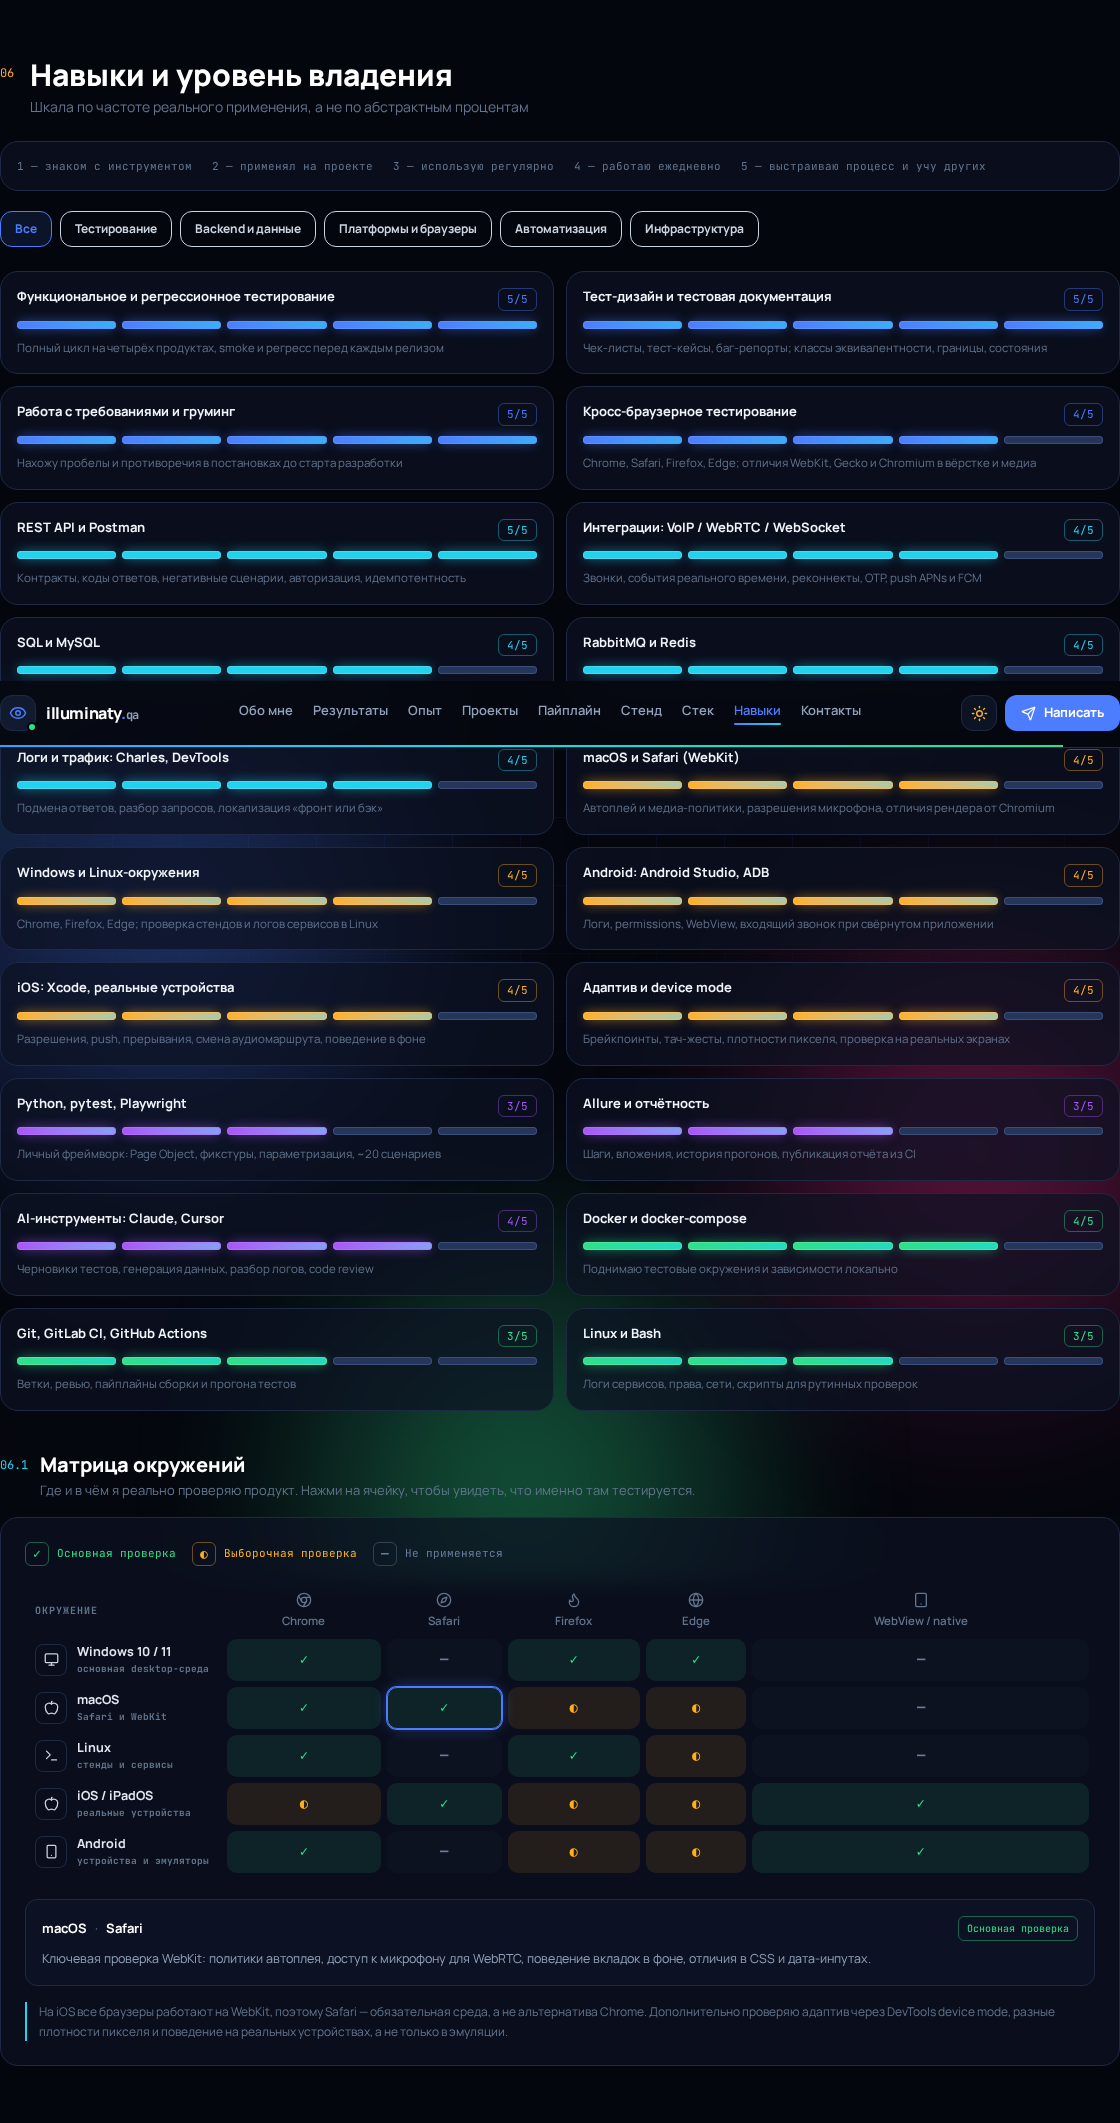 06
Навыки и уровень владения
Шкала по частоте реального применения, а не по абстрактным процентам
1 — знаком с инструментом 2 — применял на проекте 3 — использую регулярно 4 — работаю ежедневно 5 — выстраиваю процесс и учу других
Все Тестирование Backend и данные Платформы и браузеры Автоматизация Инфраструктура
Функциональное и регрессионное тестирование 5/5
Полный цикл на четырёх продуктах, smoke и регресс перед каждым релизом
Тест-дизайн и тестовая документация 5/5
Чек-листы, тест-кейсы, баг-репорты; классы эквивалентности, границы, состояния
Работа с требованиями и груминг 5/5
Нахожу пробелы и противоречия в постановках до старта разработки
Кросс-браузерное тестирование 4/5
Chrome, Safari, Firefox, Edge; отличия WebKit, Gecko и Chromium в вёрстке и медиа
REST API и Postman 5/5
Контракты, коды ответов, негативные сценарии, авторизация, идемпотентность
Интеграции: VoIP / WebRTC / WebSocket 4/5
Звонки, события реального времени, реконнекты, OTP, push APNs и FCM
SQL и MySQL 4/5
RabbitMQ и Redis 4/5
illuminaty.qa
Обо мне Результаты Опыт Проекты Пайплайн Стенд Стек Навыки Контакты
Написать
Логи и трафик: Charles, DevTools 4/5
Подмена ответов, разбор запросов, локализация «фронт или бэк»
macOS и Safari (WebKit) 4/5
Автоплей и медиа-политики, разрешения микрофона, отличия рендера от Chromium
Windows и Linux-окружения 4/5
Chrome, Firefox, Edge; проверка стендов и логов сервисов в Linux
Android: Android Studio, ADB 4/5
Логи, permissions, WebView, входящий звонок при свёрнутом приложении
iOS: Xcode, реальные устройства 4/5
Разрешения, push, прерывания, смена аудиомаршрута, поведение в фоне
Адаптив и device mode 4/5
Брейкпоинты, тач-жесты, плотности пикселя, проверка на реальных экранах
Python, pytest, Playwright 3/5
Личный фреймворк: Page Object, фикстуры, параметризация, ~20 сценариев
Allure и отчётность 3/5
Шаги, вложения, история прогонов, публикация отчёта из CI
AI-инструменты: Claude, Cursor 4/5
Черновики тестов, генерация данных, разбор логов, code review
Docker и docker-compose 4/5
Поднимаю тестовые окружения и зависимости локально
Git, GitLab CI, GitHub Actions 3/5
Ветки, ревью, пайплайны сборки и прогона тестов
Linux и Bash 3/5
Логи сервисов, права, сети, скрипты для рутинных проверок
06.1
Матрица окружений
Где и в чём я реально проверяю продукт. Нажми на ячейку, чтобы увидеть, что именно там тестируется.
✓ Основная проверка ◐ Выборочная проверка — Не применяется
ОКРУЖЕНИЕ Chrome Safari Firefox Edge WebView / native
Windows 10 / 11 ✓ — ✓ ✓ —
основная desktop-среда
macOS ✓ ✓ ◐ ◐ —
Safari и WebKit
Linux ✓ — ✓ ◐ —
стенды и сервисы
iOS / iPadOS ◐ ✓ ◐ ◐ ✓
реальные устройства
Android ✓ — ◐ ◐ ✓
устройства и эмуляторы
macOS · Safari Основная проверка
Ключевая проверка WebKit: политики автоплея, доступ к микрофону для WebRTC, поведение вкладок в фоне, отличия в CSS и дата-инпутах.
На iOS все браузеры работают на WebKit, поэтому Safari — обязательная среда, а не альтернатива Chrome. Дополнительно проверяю адаптив через DevTools device mode, разные
плотности пикселя и поведение на реальных устройствах, а не только в эмуляции.